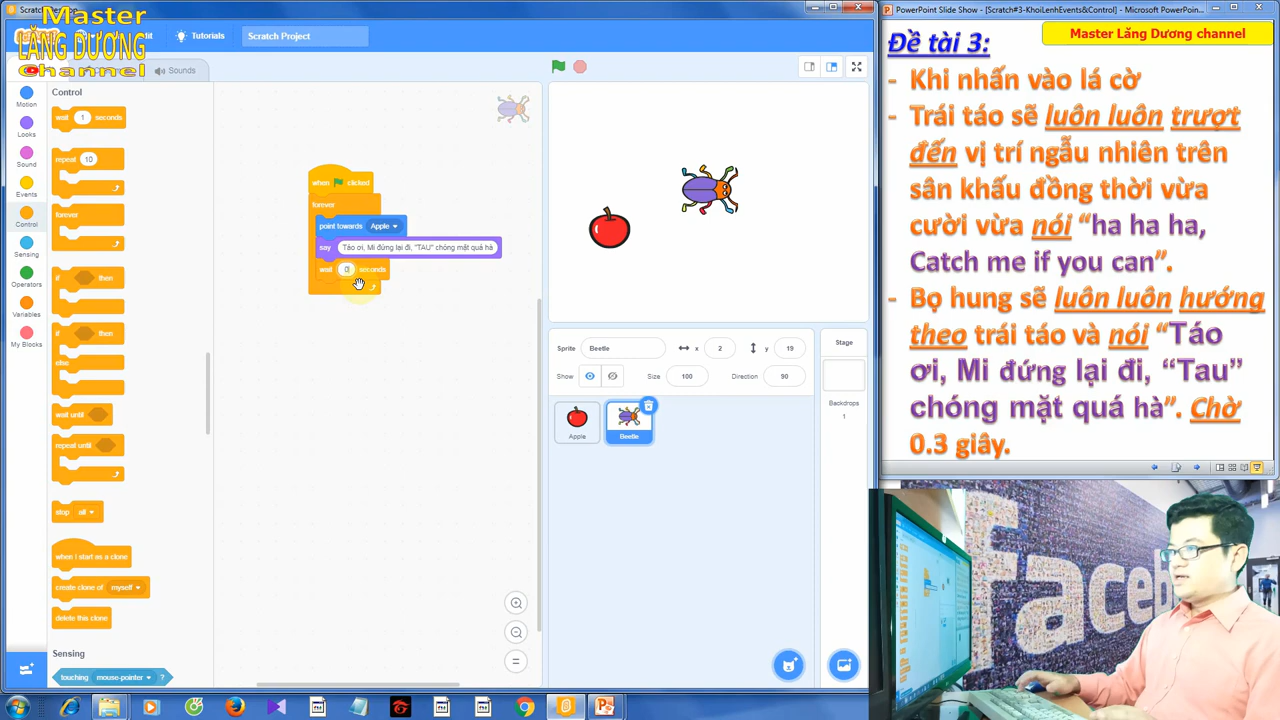 Master
LĂNG DƯƠNG
Channel
Tutorials
Scratch Project
Sounds
PowerPoint Slide Show - [Scratch#3-KhoiLenhEvents&Control] - Microsoft PowerPoin...
Master Lăng Dương channel
Đề tài 3:
- Khi nhấn vào lá cờ
- Trái táo sẽ luôn luôn trượt
đến vị trí ngẫu nhiên trên
sân khấu đồng thời vừa
cười vừa nói “ha ha ha,
Catch me if you can”.
- Bọ hung sẽ luôn luôn hướng
theo trái táo và nói “Táo
ơi, Mi đứng lại đi, “Tau”
chóng mặt quá hà”. Chờ
0.3 giây.
Motion
Looks
Sound
Events
Control
Sensing
Operators
Variables
My Blocks
Control
wait 1 seconds
repeat 10
forever
if then
if then
else
wait until
repeat until
stop all
when I start as a clone
create clone of myself
delete this clone
Sensing
touching mouse-pointer ?
when clicked
forever
point towards Apple
say Táo ơi, Mi đứng lại đi, "TAU" chóng mặt quá hà
wait 0 seconds
Sprite Beetle x 2 y 19
Show Size 100 Direction 90
Apple
Beetle
Stage
Backdrops
1
Faceb